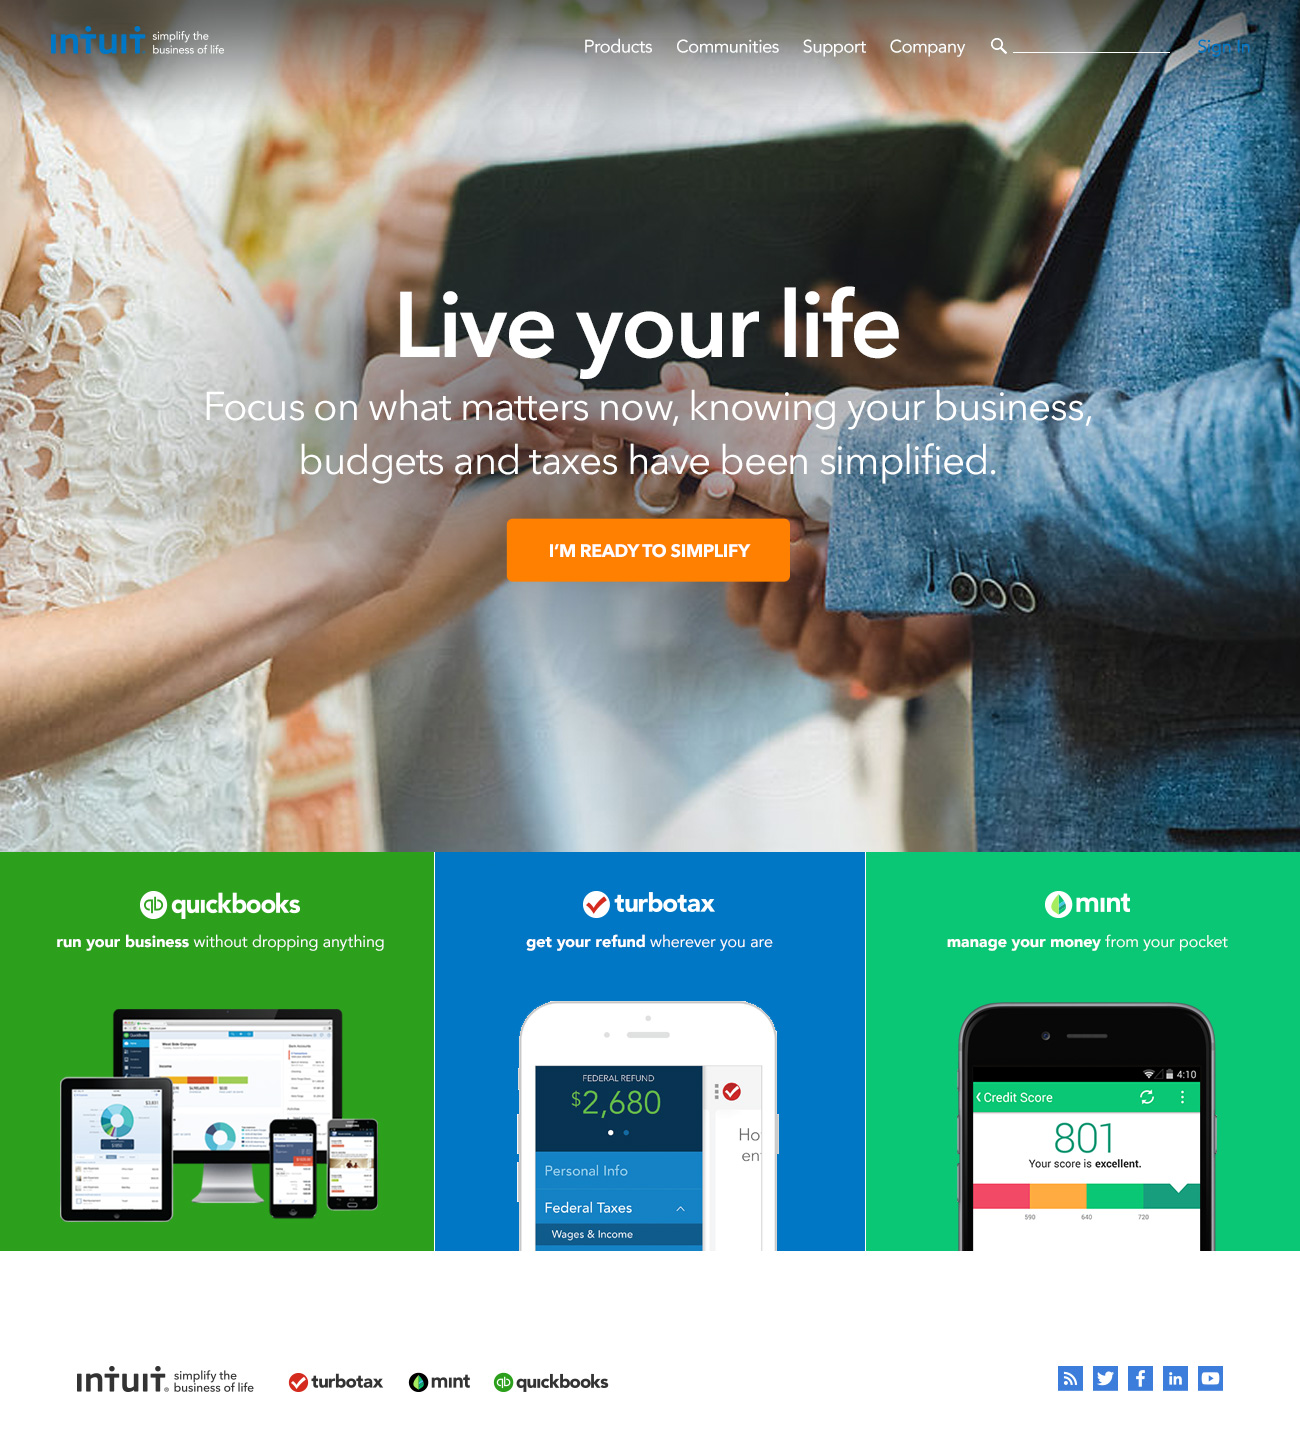 intuit simplify the
business of life
Products Communities Support Company Sign In
Live your life
Focus on what matters now, knowing your business,
budgets and taxes have been simplified.
I'M READY TO SIMPLIFY
quickbooks
run your business without dropping anything
turbotax
get your refund wherever you are
FEDERAL REFUND
$2,680
Ho
en
Personal Info
Federal Taxes
Wages & Income
mint
manage your money from your pocket
4:10
Credit Score
801
Your score is excellent.
590 640 720
intuit® simplify the
business of life
turbotax mint quickbooks